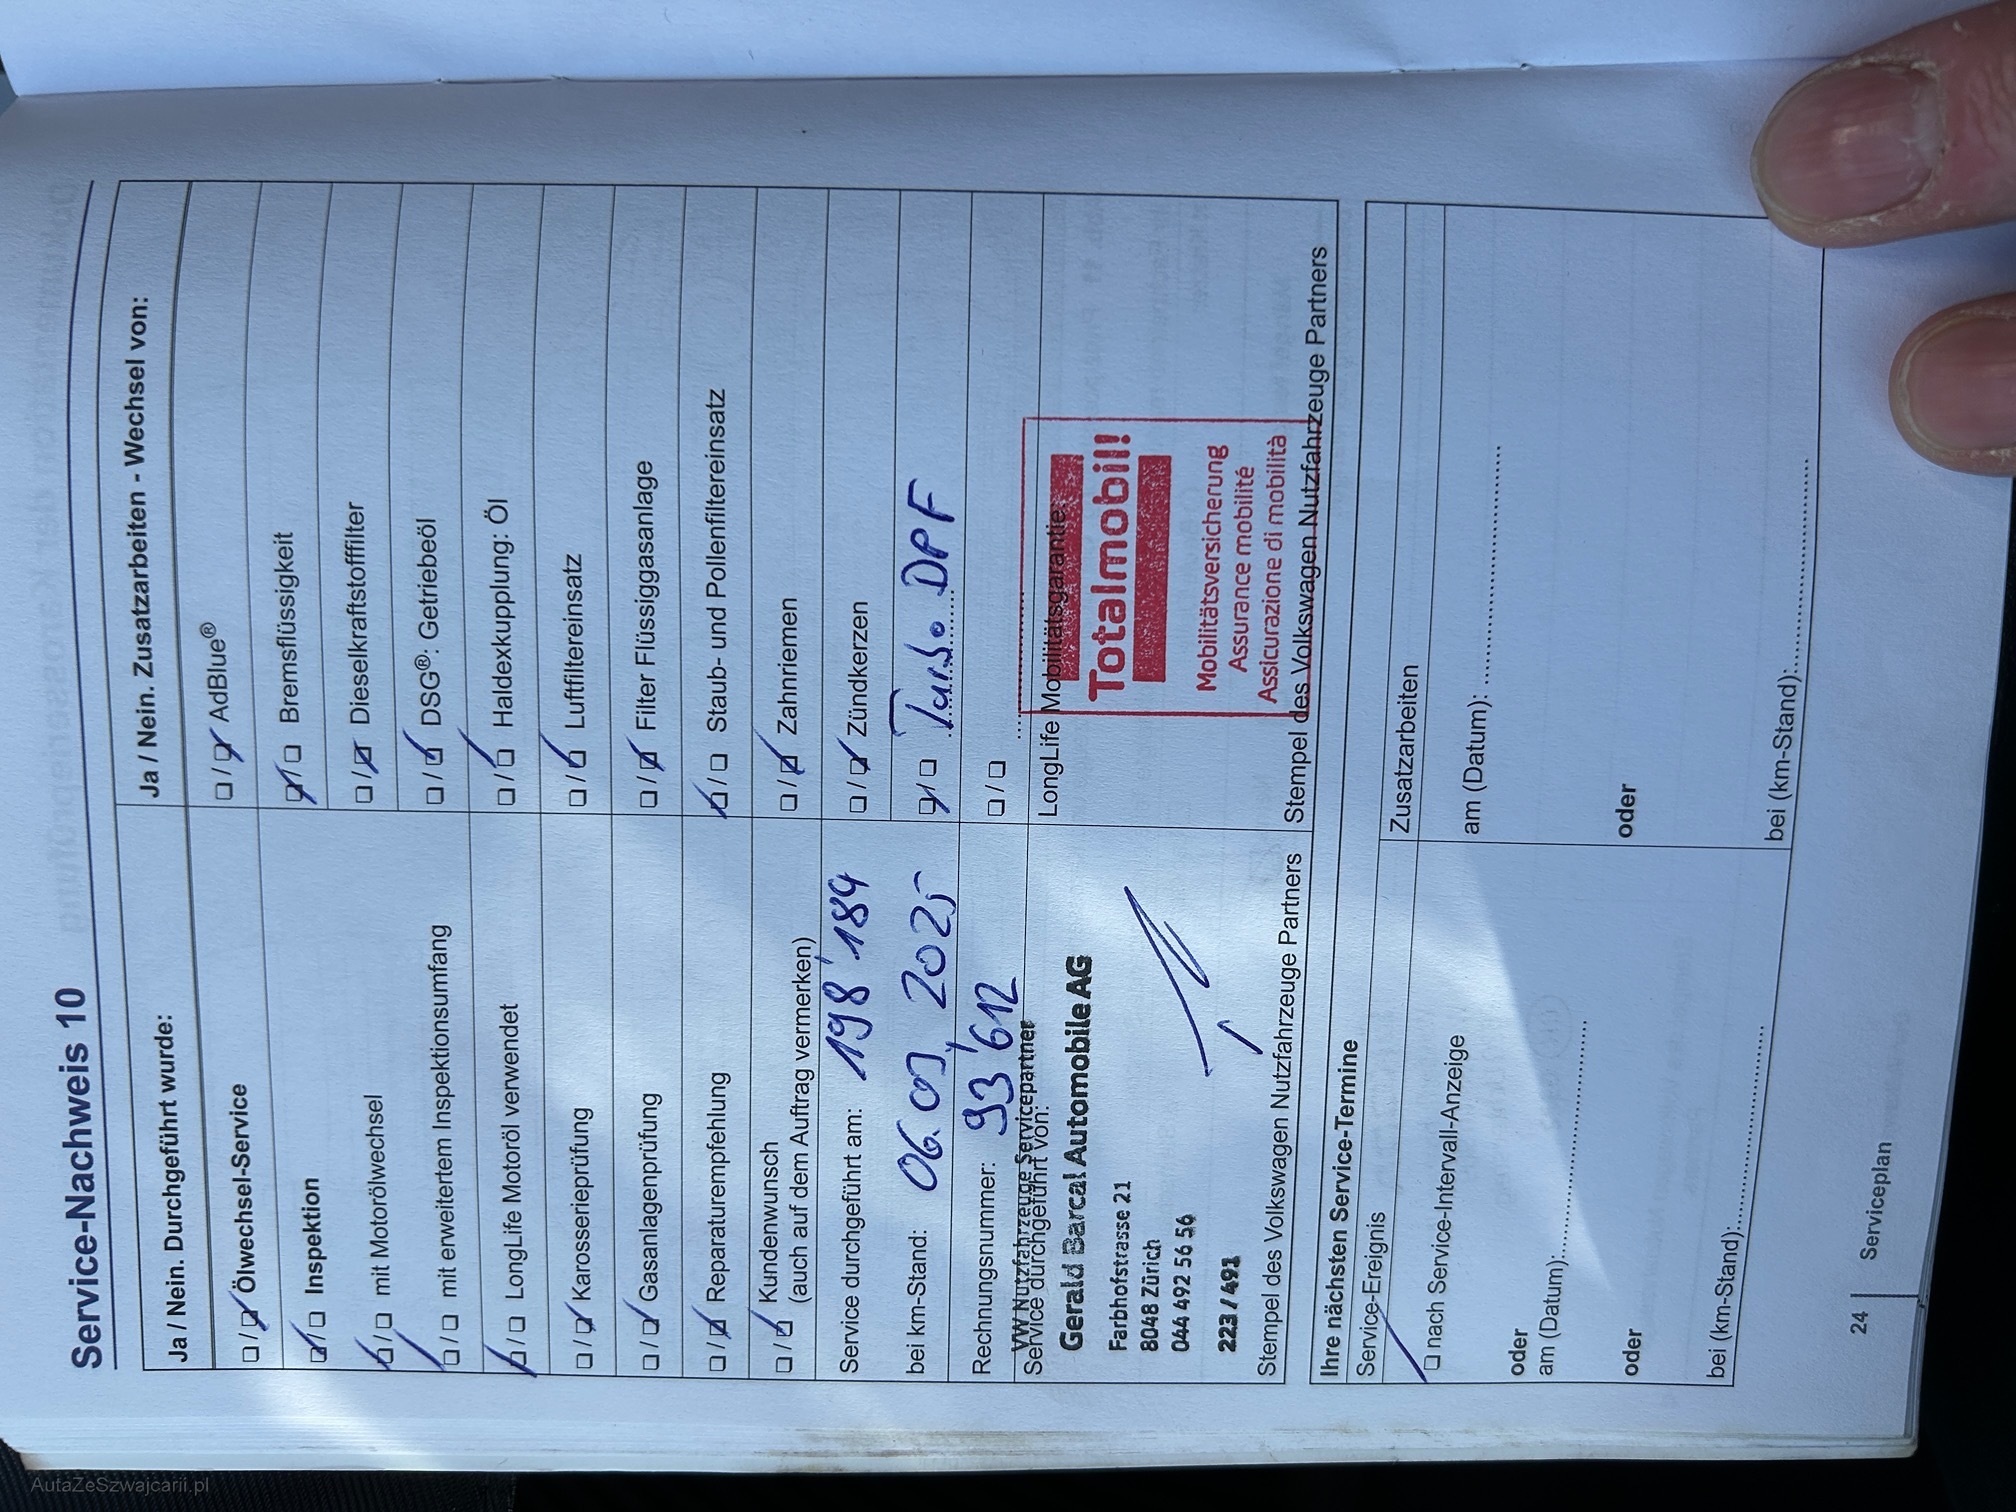 Service-Nachweis 10
Ja / Nein. Durchgeführt wurde:
Ölwechsel-Service
Inspektion
mit Motorölwechsel
mit erweitertem Inspektionsumfang
LongLife Motoröl verwendet
Karosserieprüfung
Gasanlagenprüfung
Reparaturempfehlung
Kundenwunsch
(auch auf dem Auftrag vermerken)
Service durchgeführt am: 198'184
bei km-Stand: 06.03.2025
Rechnungsnummer: 93'612
VW Nutzfahrzeuge Servicepartner
Service durchgeführt von:
Gerald Barcal Automobile AG
Farbhofstrasse 21
8048 Zürich
044 492 56 56
223 / 491
Stempel des Volkswagen Nutzfahrzeuge Partners
Ja / Nein. Zusatzarbeiten - Wechsel von:
AdBlue®
Bremsflüssigkeit
Dieselkraftstofffilter
DSG®: Getriebeöl
Haldexkupplung: Öl
Luftfiltereinsatz
Filter Flüssiggasanlage
Staub- und Pollenfiltereinsatz
Zahnriemen
Zündkerzen
Turbo DPF
LongLife Mobilitätsgarantie:
Totalmobil!
Mobilitätsversicherung
Assurance mobilité
Assicurazione di mobilità
Stempel des Volkswagen Nutzfahrzeuge Partners
Ihre nächsten Service-Termine
Service-Ereignis
nach Service-Intervall-Anzeige
oder
am (Datum):
oder
bei (km-Stand):
Zusatzarbeiten
am (Datum):
oder
bei (km-Stand):
24 | Serviceplan
AutaZeSzwajcarii.pl